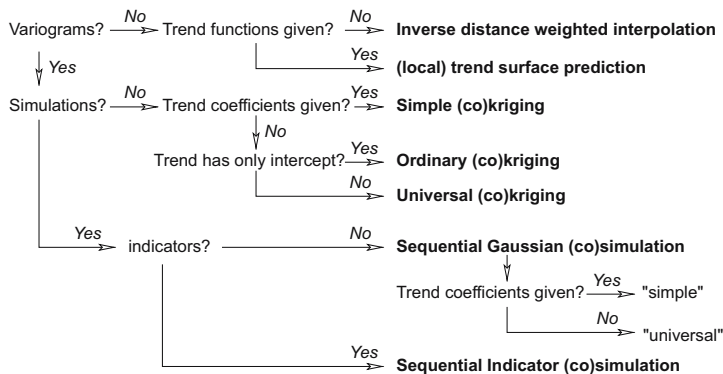 Variograms? No Trend functions given? No Inverse distance weighted interpolation
Yes Yes (local) trend surface prediction
Simulations? No Trend coefficients given? Yes Simple (co)kriging
No
Trend has only intercept? Yes Ordinary (co)kriging
No Universal (co)kriging
Yes indicators? No Sequential Gaussian (co)simulation
Trend coefficients given? Yes "simple"
No "universal"
Yes Sequential Indicator (co)simulation